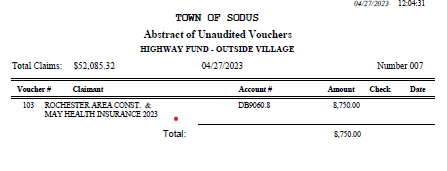 04/27/2023 12:04:31
TOWN OF SODUS
Abstract of Unaudited Vouchers
HIGHWAY FUND - OUTSIDE VILLAGE
Total Claims: $52,085.32 04/27/2023 Number 007
Voucher # Claimant Account # Amount Check Date
103 ROCHESTER AREA CONST. & DB9060.8 8,750.00
MAY HEALTH INSURANCE 2023
Total: 8,750.00